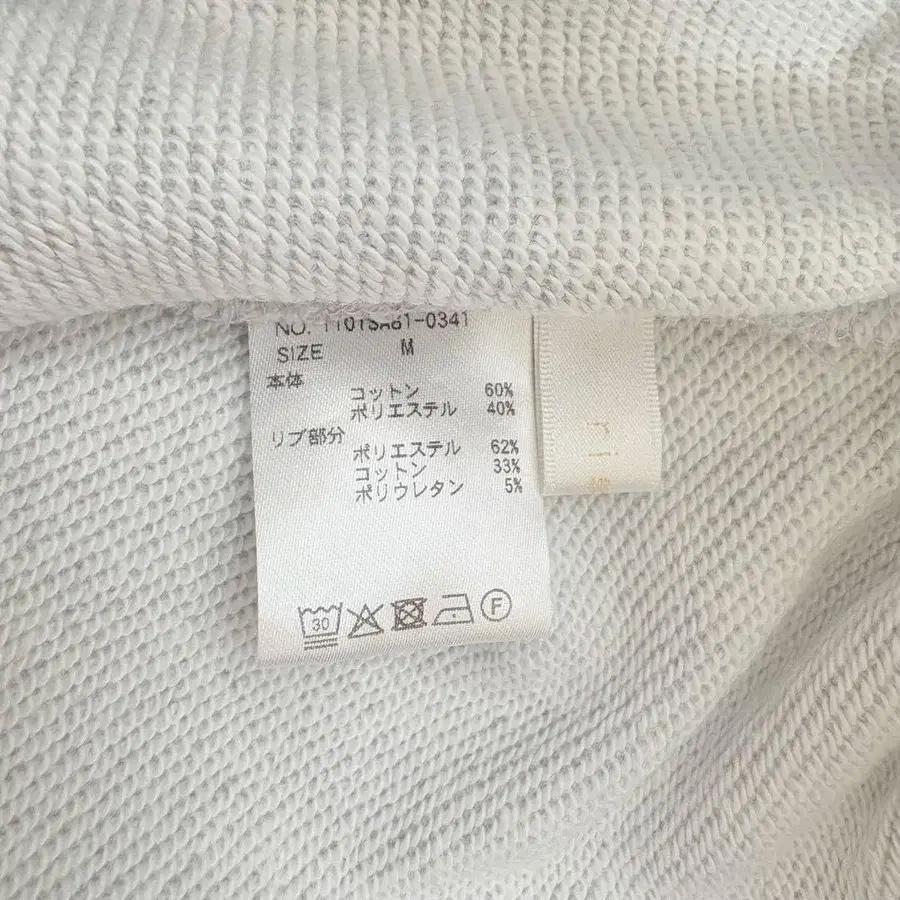 NO. 1101SA81-0341
SIZE M
本体
コットン 60%
ポリエステル 40%
リブ部分
ポリエステル 62%
コットン 33%
ポリウレタン 5%
30
F